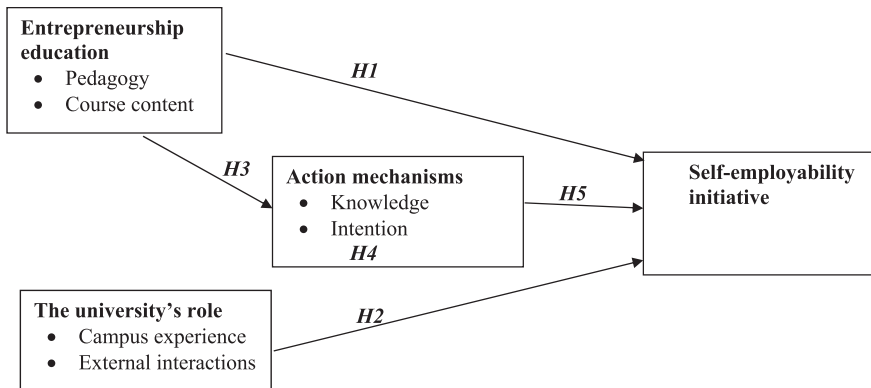 Entrepreneurship
education
• Pedagogy
• Course content
H1
H3
Action mechanisms
• Knowledge
• Intention
H4
H5
Self-employability
initiative
The university's role
• Campus experience
• External interactions
H2